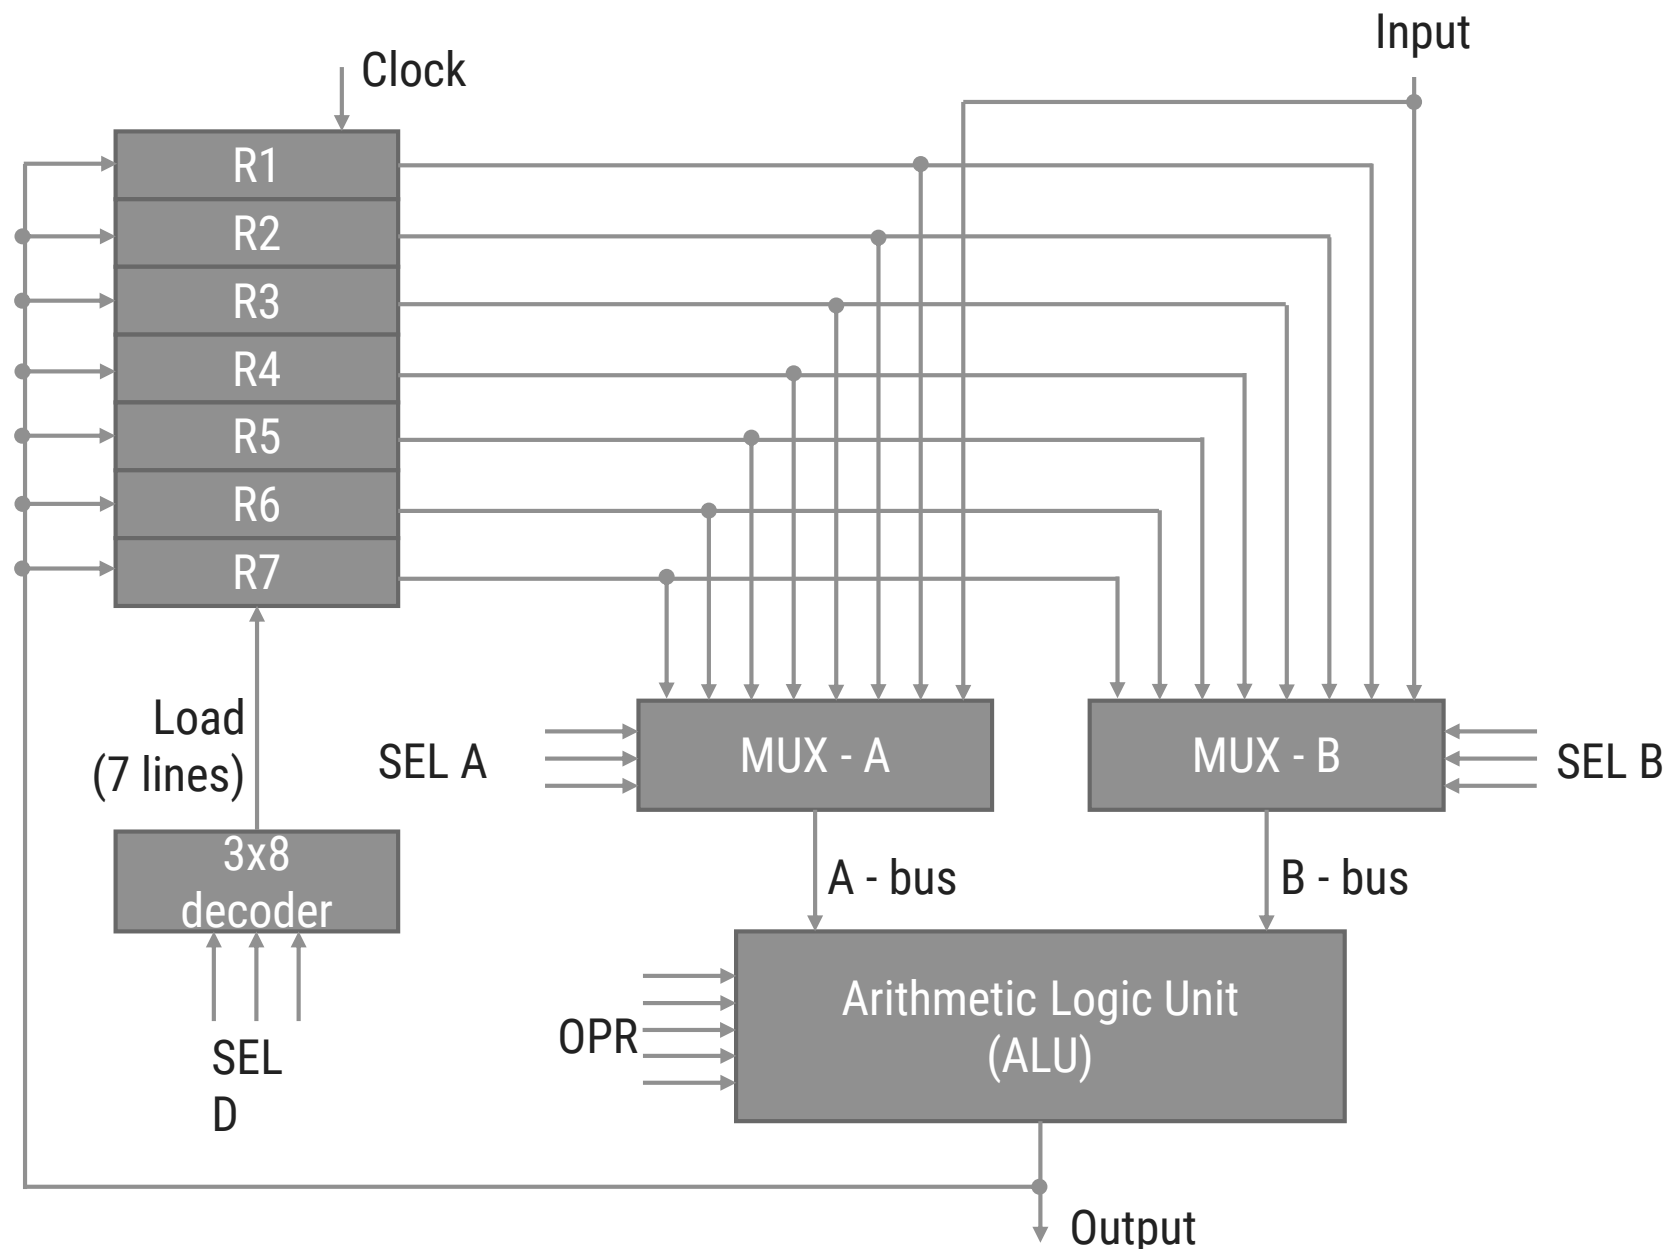 Input
Clock
R1
R2
R3
R4
R5
R6
R7
Load
(7 lines)
SEL A
MUX - A
MUX - B
SEL B
3x8
decoder
A - bus
B - bus
SEL
D
OPR
Arithmetic Logic Unit
(ALU)
Output